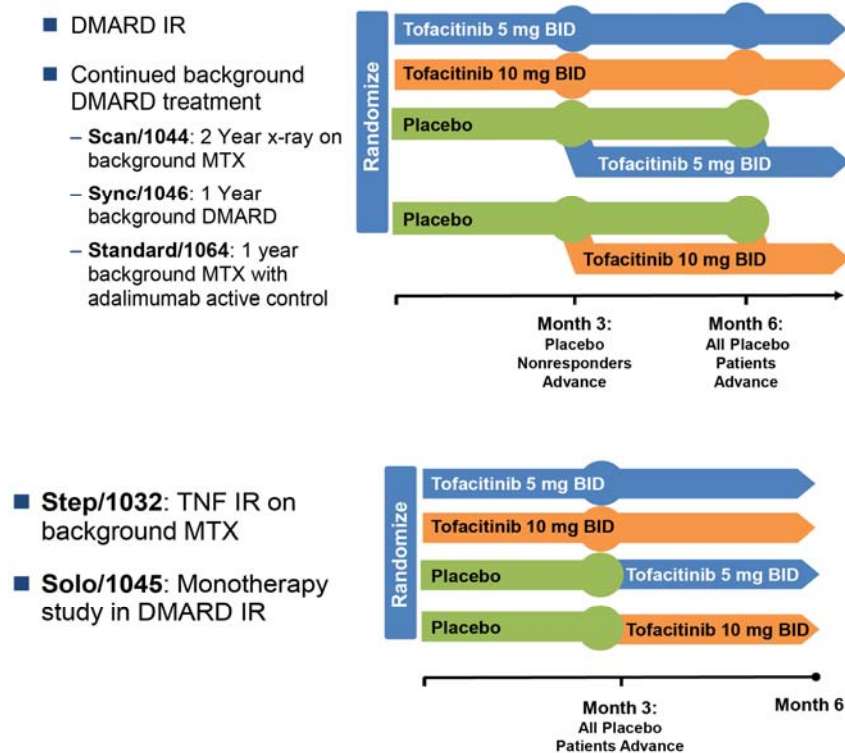 DMARD IR
Continued background
DMARD treatment
– Scan/1044: 2 Year x-ray on
background MTX
– Sync/1046: 1 Year
background DMARD
– Standard/1064: 1 year
background MTX with
adalimumab active control
Randomize
Tofacitinib 5 mg BID
Tofacitinib 10 mg BID
Placebo
Tofacitinib 5 mg BID
Placebo
Tofacitinib 10 mg BID
Month 3:
Placebo
Nonresponders
Advance
Month 6:
All Placebo
Patients
Advance
Step/1032: TNF IR on
background MTX
Solo/1045: Monotherapy
study in DMARD IR
Randomize
Tofacitinib 5 mg BID
Tofacitinib 10 mg BID
Placebo
Tofacitinib 5 mg BID
Placebo
Tofacitinib 10 mg BID
Month 3:
All Placebo
Patients Advance
Month 6